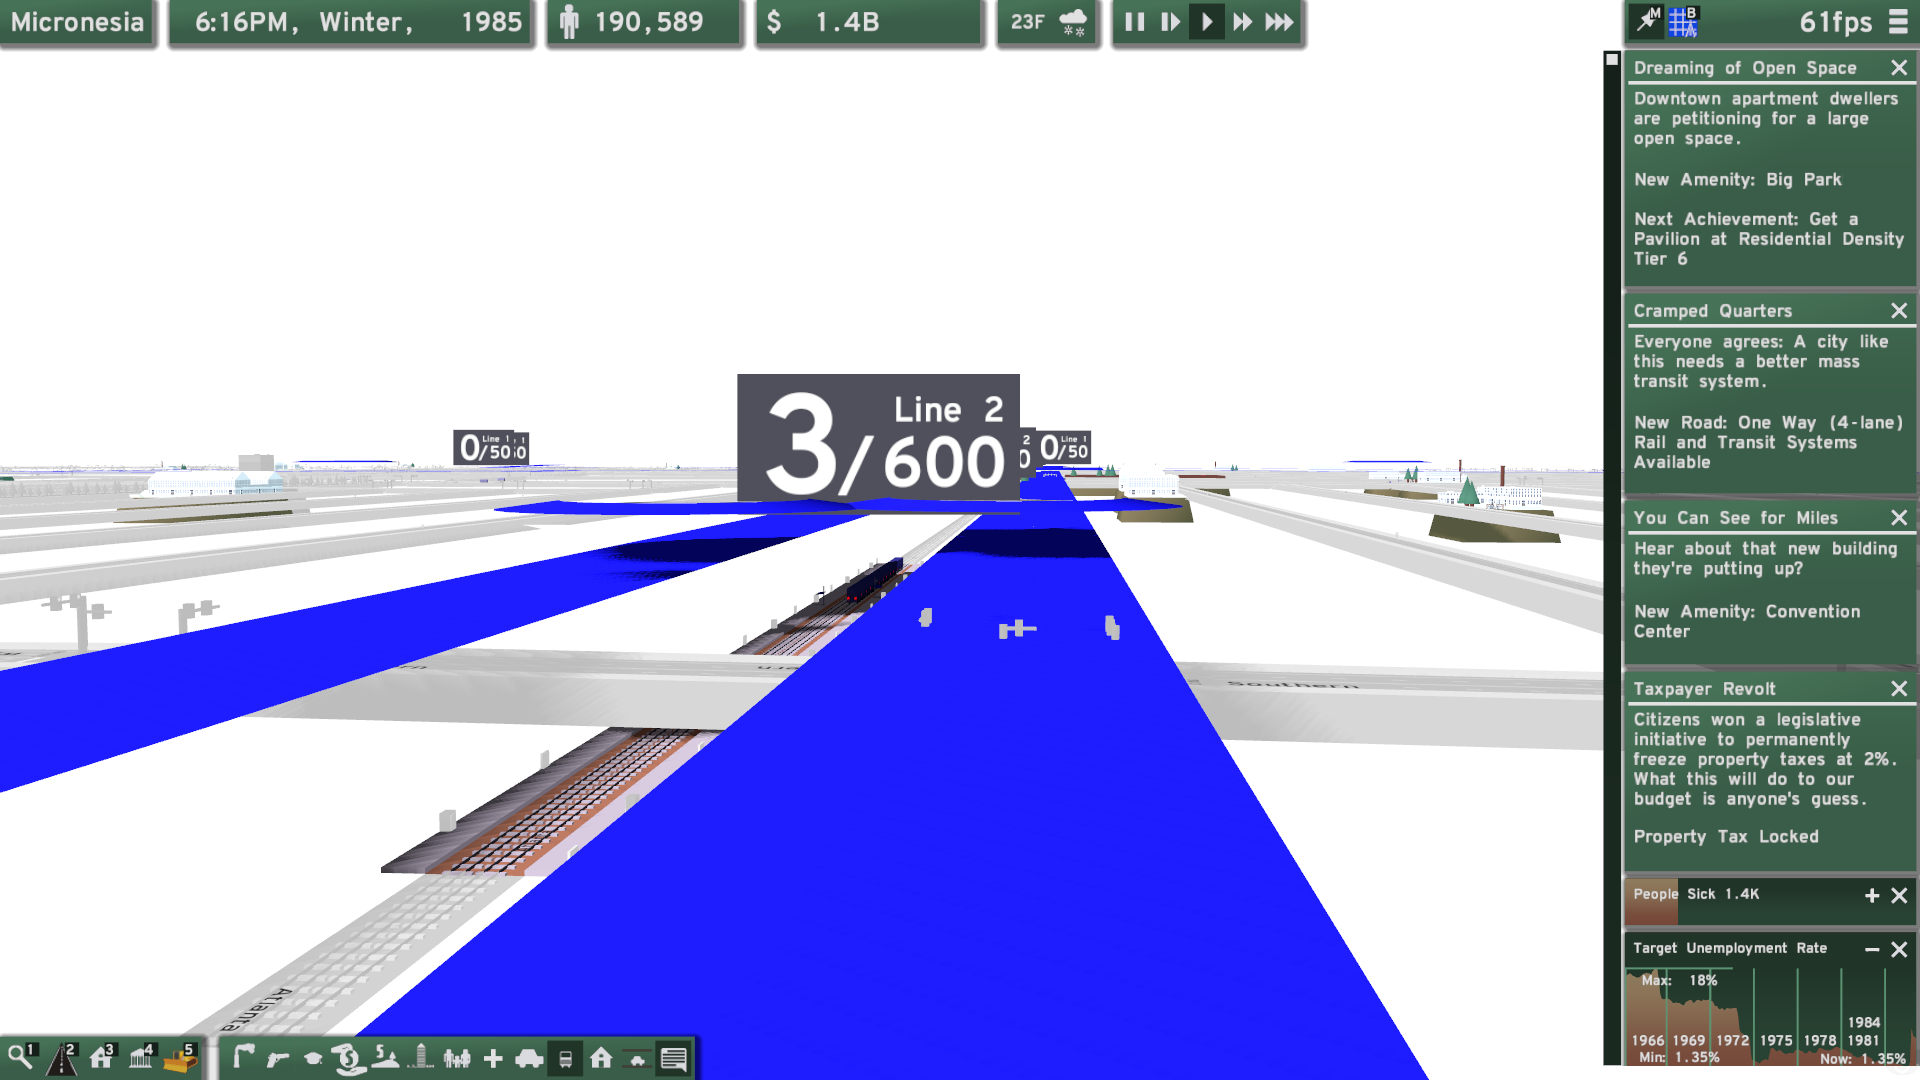 Micronesia
6:16PM, Winter, 1985
190,589
$ 1.4B
23F
M
B
61fps
Dreaming of Open Space
Downtown apartment dwellers
are petitioning for a large
open space.
New Amenity: Big Park
Next Achievement: Get a
Pavilion at Residential Density
Tier 6
Cramped Quarters
Everyone agrees: A city like
this needs a better mass
transit system.
New Road: One Way (4-lane)
Rail and Transit Systems
Available
You Can See for Miles
Hear about that new building
they're putting up?
New Amenity: Convention
Center
Taxpayer Revolt
Citizens won a legislative
initiative to permanently
freeze property taxes at 2%.
What this will do to our
budget is anyone's guess.
Property Tax Locked
People Sick 1.4K
Target Unemployment Rate
Max: 18%
1984
1966 1969 1972 1975 1978 1981
Min: 1.35%
Now: 1.35%
Line 2
3/600
Line 1
0/50
Line 1
0/50
Southern
Atlanta
1 2 3 4 5